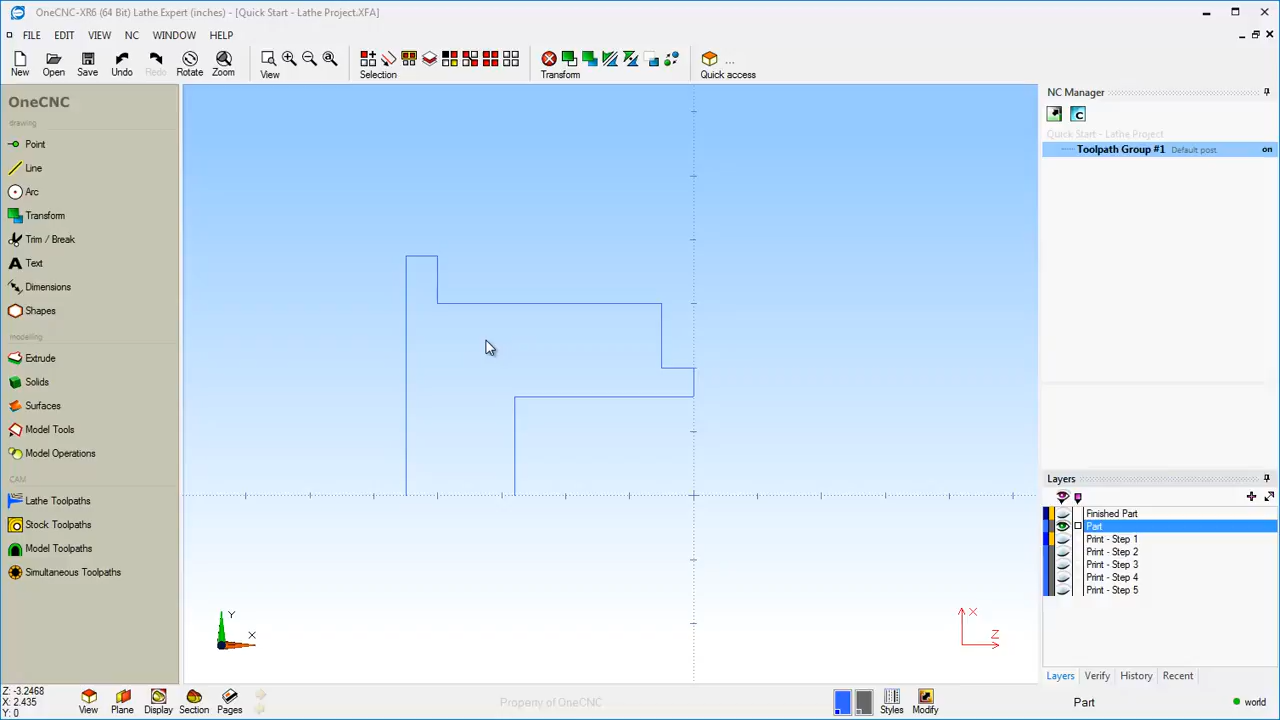 OneCNC-XR6 (64 Bit) Lathe Expert (inches) - [Quick Start - Lathe Project.XFA]
FILE EDIT VIEW NC WINDOW HELP
New Open Save Undo Redo Rotate Zoom View Selection Transform ... Quick access
OneCNC
drawing
Point
Line
Arc
Transform
Trim / Break
Text
Dimensions
Shapes
modelling
Extrude
Solids
Surfaces
Model Tools
Model Operations
CAM
Lathe Toolpaths
Stock Toolpaths
Model Toolpaths
Simultaneous Toolpaths
Y
X
X
Z
NC Manager
Quick Start - Lathe Project
Toolpath Group #1 Default post on
Layers
Finished Part
Part
Print - Step 1
Print - Step 2
Print - Step 3
Print - Step 4
Print - Step 5
Layers Verify History Recent
Z: -3.2468
X: 2.435
Y: 0
View Plane Display Section Pages
Property of OneCNC
Styles Modify
Part
world